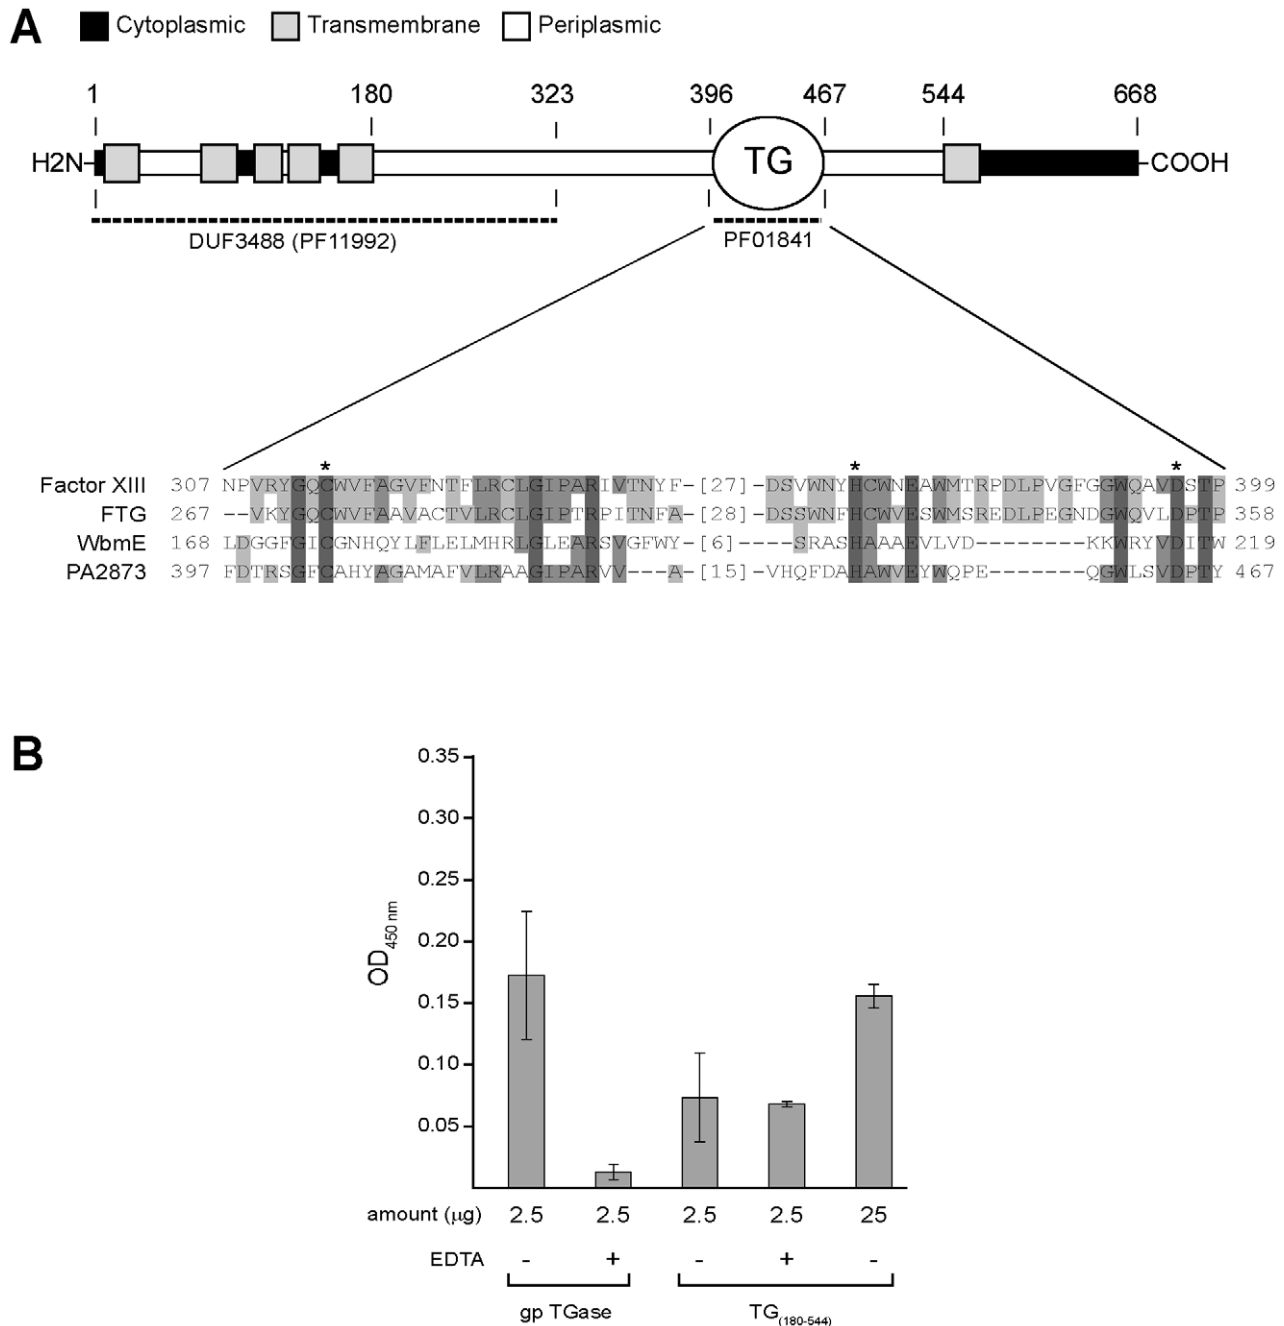 A
Cytoplasmic Transmembrane Periplasmic
1 180 323 396 467 544 668
H2N TG COOH
DUF3488 (PF11992) PF01841
* * *
Factor XIII 307 NPVRYGQCWVFAGVFNTFLRCLGIPARIVTNYF-[27]-DSVWNYHCWNEAWMTRPDLPVGFGGWQAVDSTP 399
FTG 267 --VKYGQCWVFAAVACTVLRCLGIPTRPITNFA-[28]-DSSWNFHCWVESWMSREDLPEGNDGWQVLDPTP 358
WbmE 168 LDGGFGICGNHQYLFLELMHRLGLEARSVGFWY-[6]----SRASHAAAEVLVD--------KKWRYVDITW 219
PA2873 397 FDTRSGFCAHYAGAMAFVLRAAGIPARVV---A-[15]-VHQFDAHAWVEYWQPE-------QGWLSVDPTY 467
B
0.35
0.30
0.25
0.20
0.15
0.10
0.05
OD450 nm
amount (µg) 2.5 2.5 2.5 2.5 25
EDTA - + - + -
gp TGase TG(180-544)